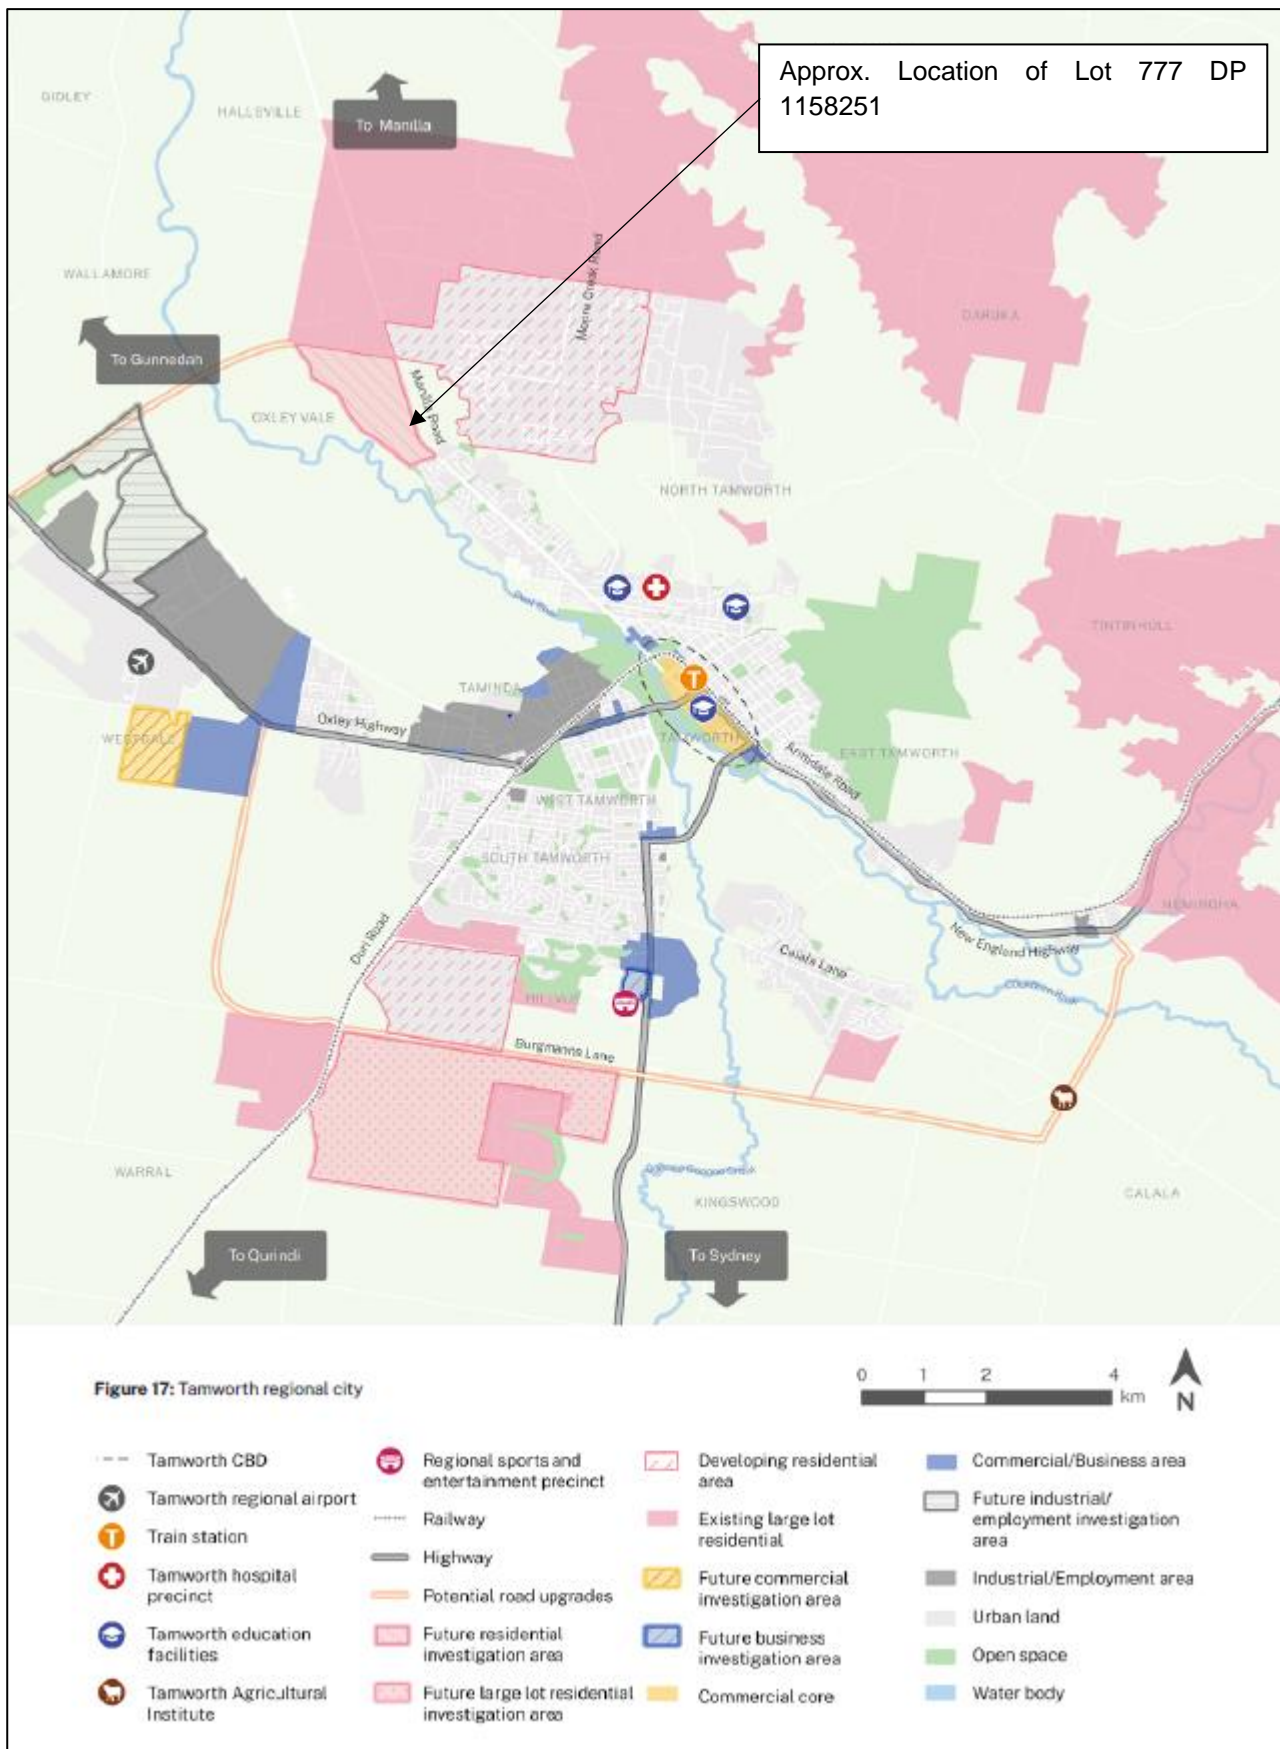 Approx. Location of Lot 777 DP
1158251
GIDLEY
HALLSVILLE
To Manilla
WALLAMORE
Moore Creek Road
DARUKA
To Gunnedah
Manilla Road
OXLEY VALE
NORTH TAMWORTH
TINTINHULL
Peel River
TAMINDA
Oxley Highway
WESTDALE
TAMWORTH
EAST TAMWORTH
Armidale Road
WEST TAMWORTH
SOUTH TAMWORTH
NEMINGHA
New England Highway
Calala Lane
Duri Road
HILLVUE
Burgmanns Lane
WARRAL
KINGSWOOD
CALALA
To Qurindi
To Sydney
Figure 17: Tamworth regional city
0 1 2 4
km
N
Tamworth CBD
Tamworth regional airport
Train station
Tamworth hospital
precinct
Tamworth education
facilities
Tamworth Agricultural
Institute
Regional sports and
entertainment precinct
Railway
Highway
Potential road upgrades
Future residential
investigation area
Future large lot residential
investigation area
Developing residential
area
Existing large lot
residential
Future commercial
investigation area
Future business
investigation area
Commercial core
Commercial/Business area
Future industrial/
employment investigation
area
Industrial/Employment area
Urban land
Open space
Water body